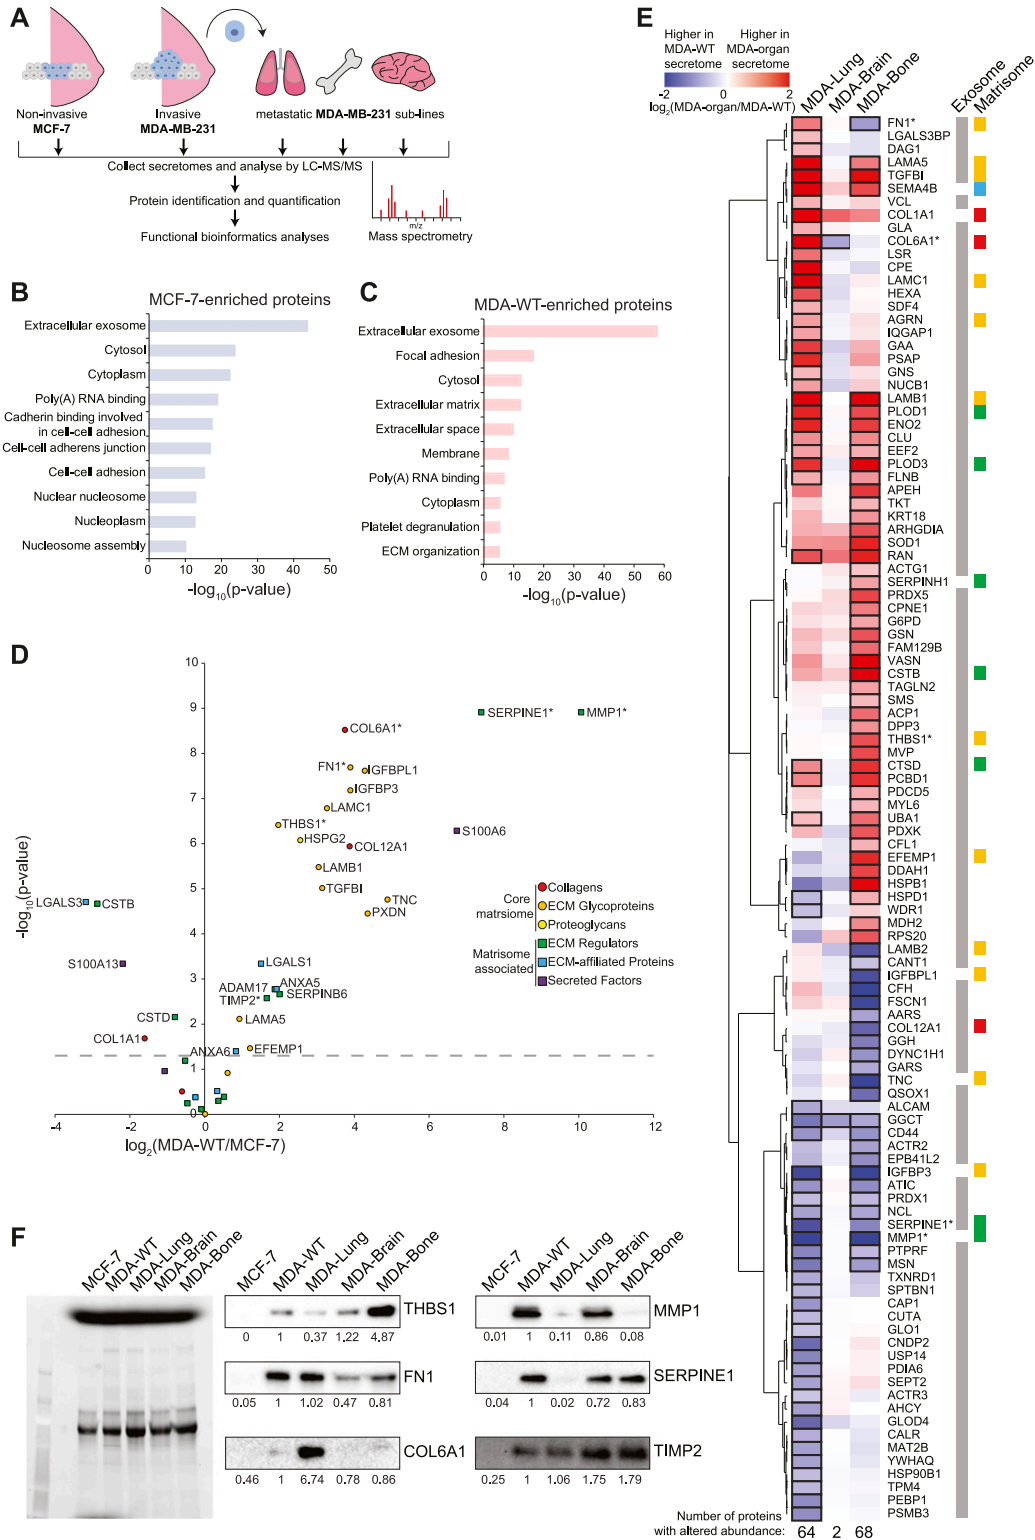 A
Non-invasive
MCF-7
Invasive
MDA-MB-231
metastatic MDA-MB-231 sub-lines
Collect secretomes and analyse by LC-MS/MS
Protein identification and quantification
Functional bioinformatics analyses
m/z
Mass spectrometry
B
MCF-7-enriched proteins
Extracellular exosome
Cytosol
Cytoplasm
Poly(A) RNA binding
Cadherin binding involved
in cell-cell adhesion
Cell-cell adherens junction
Cell-cell adhesion
Nuclear nucleosome
Nucleoplasm
Nucleosome assembly
0 10 20 30 40 50
-log10(p-value)
C
MDA-WT-enriched proteins
Extracellular exosome
Focal adhesion
Cytosol
Extracellular matrix
Extracellular space
Membrane
Poly(A) RNA binding
Cytoplasm
Platelet degranulation
ECM organization
0 10 20 30 40 50 60
-log10(p-value)
D
-log10(p-value)
10
9
8
7
6
5
4
3
2
1
0
-4 -2 0 2 4 6 8 10 12
log2(MDA-WT/MCF-7)
SERPINE1*
MMP1*
COL6A1*
FN1*
IGFBPL1
IGFBP3
LAMC1
THBS1*
HSPG2
COL12A1
S100A6
LAMB1
TGFBI
TNC
PXDN
LGALS3
CSTB
S100A13
LGALS1
ADAM17
ANXA5
TIMP2*
SERPINB6
CSTD
LAMA5
COL1A1
ANXA6
EFEMP1
Core
matrsiome
Collagens
ECM Glycoproteins
Proteoglycans
Matrisome
associated
ECM Regulators
ECM-affiliated Proteins
Secreted Factors
E
Higher in
MDA-WT
secretome
Higher in
MDA-organ
secretome
-2 0 2
log2(MDA-organ/MDA-WT)
MDA-Lung
MDA-Brain
MDA-Bone
Exosome
Matrisome
FN1*
LGALS3BP
DAG1
LAMA5
TGFBI
SEMA4B
VCL
COL1A1
GLA
COL6A1*
LSR
CPE
LAMC1
HEXA
SDF4
AGRN
IQGAP1
GAA
PSAP
GNS
NUCB1
LAMB1
PLOD1
ENO2
CLU
EEF2
PLOD3
FLNB
APEH
TKT
KRT18
ARHGDIA
SOD1
RAN
ACTG1
SERPINH1
PRDX5
CPNE1
G6PD
GSN
FAM129B
VASN
CSTB
TAGLN2
SMS
ACP1
DPP3
THBS1*
MVP
CTSD
PCBD1
PDCD5
MYL6
UBA1
PDXK
CFL1
EFEMP1
DDAH1
HSPB1
HSPD1
WDR1
MDH2
RPS20
LAMB2
CANT1
IGFBPL1
CFH
FSCN1
AARS
COL12A1
GGH
DYNC1H1
GARS
TNC
QSOX1
ALCAM
GGCT
CD44
ACTR2
EPB41L2
IGFBP3
ATIC
PRDX1
NCL
SERPINE1*
MMP1*
PTPRF
MSN
TXNRD1
SPTBN1
CAP1
CUTA
GLO1
CNDP2
USP14
PDIA6
SEPT2
ACTR3
AHCY
GLOD4
CALR
MAT2B
YWHAQ
HSP90B1
TPM4
PEBP1
PSMB3
Number of proteins
with altered abundance: 64 2 68
F
MCF-7
MDA-WT
MDA-Lung
MDA-Brain
MDA-Bone
MCF-7
MDA-WT
MDA-Lung
MDA-Brain
MDA-Bone
THBS1
0 1 0.37 1.22 4.87
FN1
0.05 1 1.02 0.47 0.81
COL6A1
0.46 1 6.74 0.78 0.86
MCF-7
MDA-WT
MDA-Lung
MDA-Brain
MDA-Bone
MMP1
0.01 1 0.11 0.86 0.08
SERPINE1
0.04 1 0.02 0.72 0.83
TIMP2
0.25 1 1.06 1.75 1.79